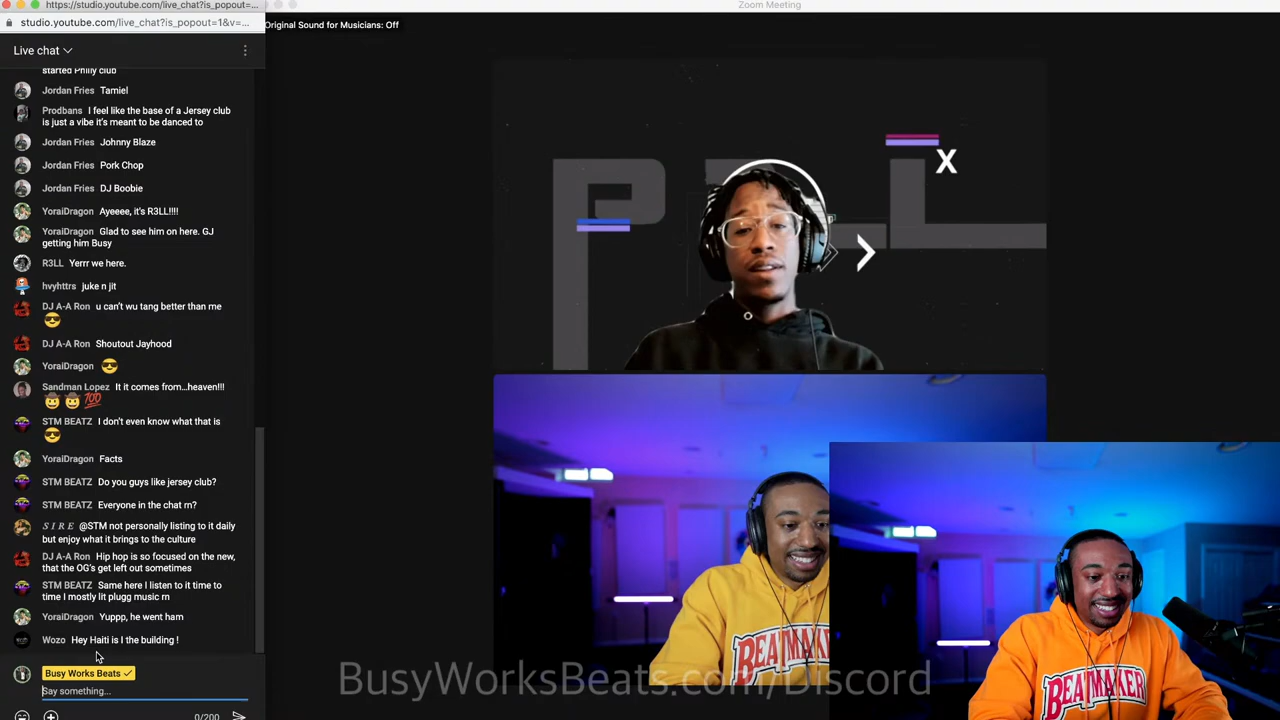 https://studio.youtube.com/live_chat?is_popout=...
Zoom Meeting
studio.youtube.com/live_chat?is_popout=1&v=...
Original Sound for Musicians: Off
Live chat
started Philly club
Jordan Fries Tamiel
Prodbans I feel like the base of a Jersey club
is just a vibe it's meant to be danced to
Jordan Fries Johnny Blaze
Jordan Fries Pork Chop
Jordan Fries DJ Boobie
YoraiDragon Ayeeee, it's R3LL!!!!
YoraiDragon Glad to see him on here. GJ
getting him Busy
R3LL Yerrr we here.
hvyhttrs juke n jit
DJ A-A Ron u can't wu tang better than me
😎
DJ A-A Ron Shoutout Jayhood
YoraiDragon 😎
Sandman Lopez It it comes from...heaven!!!
🤠 🤠 💯
STM BEATZ I don't even know what that is
😎
YoraiDragon Facts
STM BEATZ Do you guys like jersey club?
STM BEATZ Everyone in the chat rn?
S I R E @STM not personally listing to it daily
but enjoy what it brings to the culture
DJ A-A Ron Hip hop is so focused on the new,
that the OG's get left out sometimes
STM BEATZ Same here I listen to it time to
time I mostly lit plugg music rn
YoraiDragon Yuppp, he went ham
Wozo Hey Haiti is I the building !
Busy Works Beats
Say something...
0/200
X
BEATMAKER
BEATMAKER
BusyWorksBeats.com/Discord